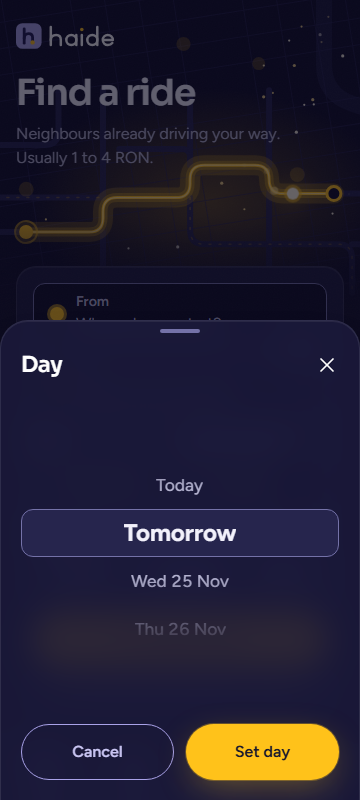 haide
Find a ride
Neighbours already driving your way.
Usually 1 to 4 RON.
From
Day
Today
Tomorrow
Wed 25 Nov
Thu 26 Nov
Cancel
Set day